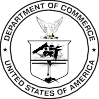 DEPARTMENT OF COMMERCE
UNITED STATES OF AMERICA